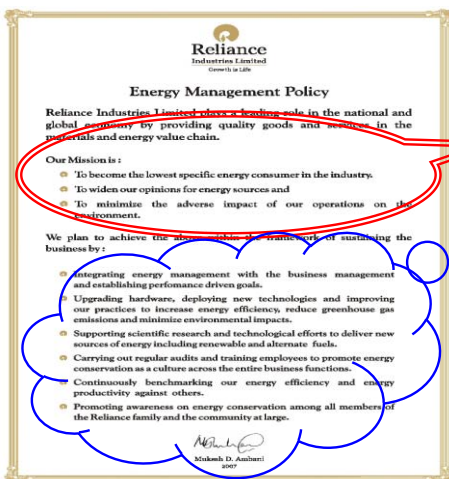 Reliance
Industries Limited
Growth is Life
Energy Management Policy
Reliance Industries Limited plays a leading role in the national and
global economy by providing quality goods and services in the
materials and energy value chain.
Our Mission is :
To become the lowest specific energy consumer in the industry.
To widen our opinions for energy sources and
To minimize the adverse impact of our operations on the
environment.
We plan to achieve the above within the framework of sustaining the
business by :
Integrating energy management with the business management
and establishing perfomance driven goals.
Upgrading hardware, deploying new technologies and improving
our practices to increase energy efficiency, reduce greenhouse gas
emissions and minimize environmental impacts.
Supporting scientific research and technological efforts to deliver new
sources of energy including renewable and alternate fuels.
Carrying out regular audits and training employees to promote energy
conservation as a culture across the entire business functions.
Continuously benchmarking our energy efficiency and energy
productivity against others.
Promoting awareness on energy conservation among all members of
the Reliance family and the community at large.
Mukesh D. Ambani
2007